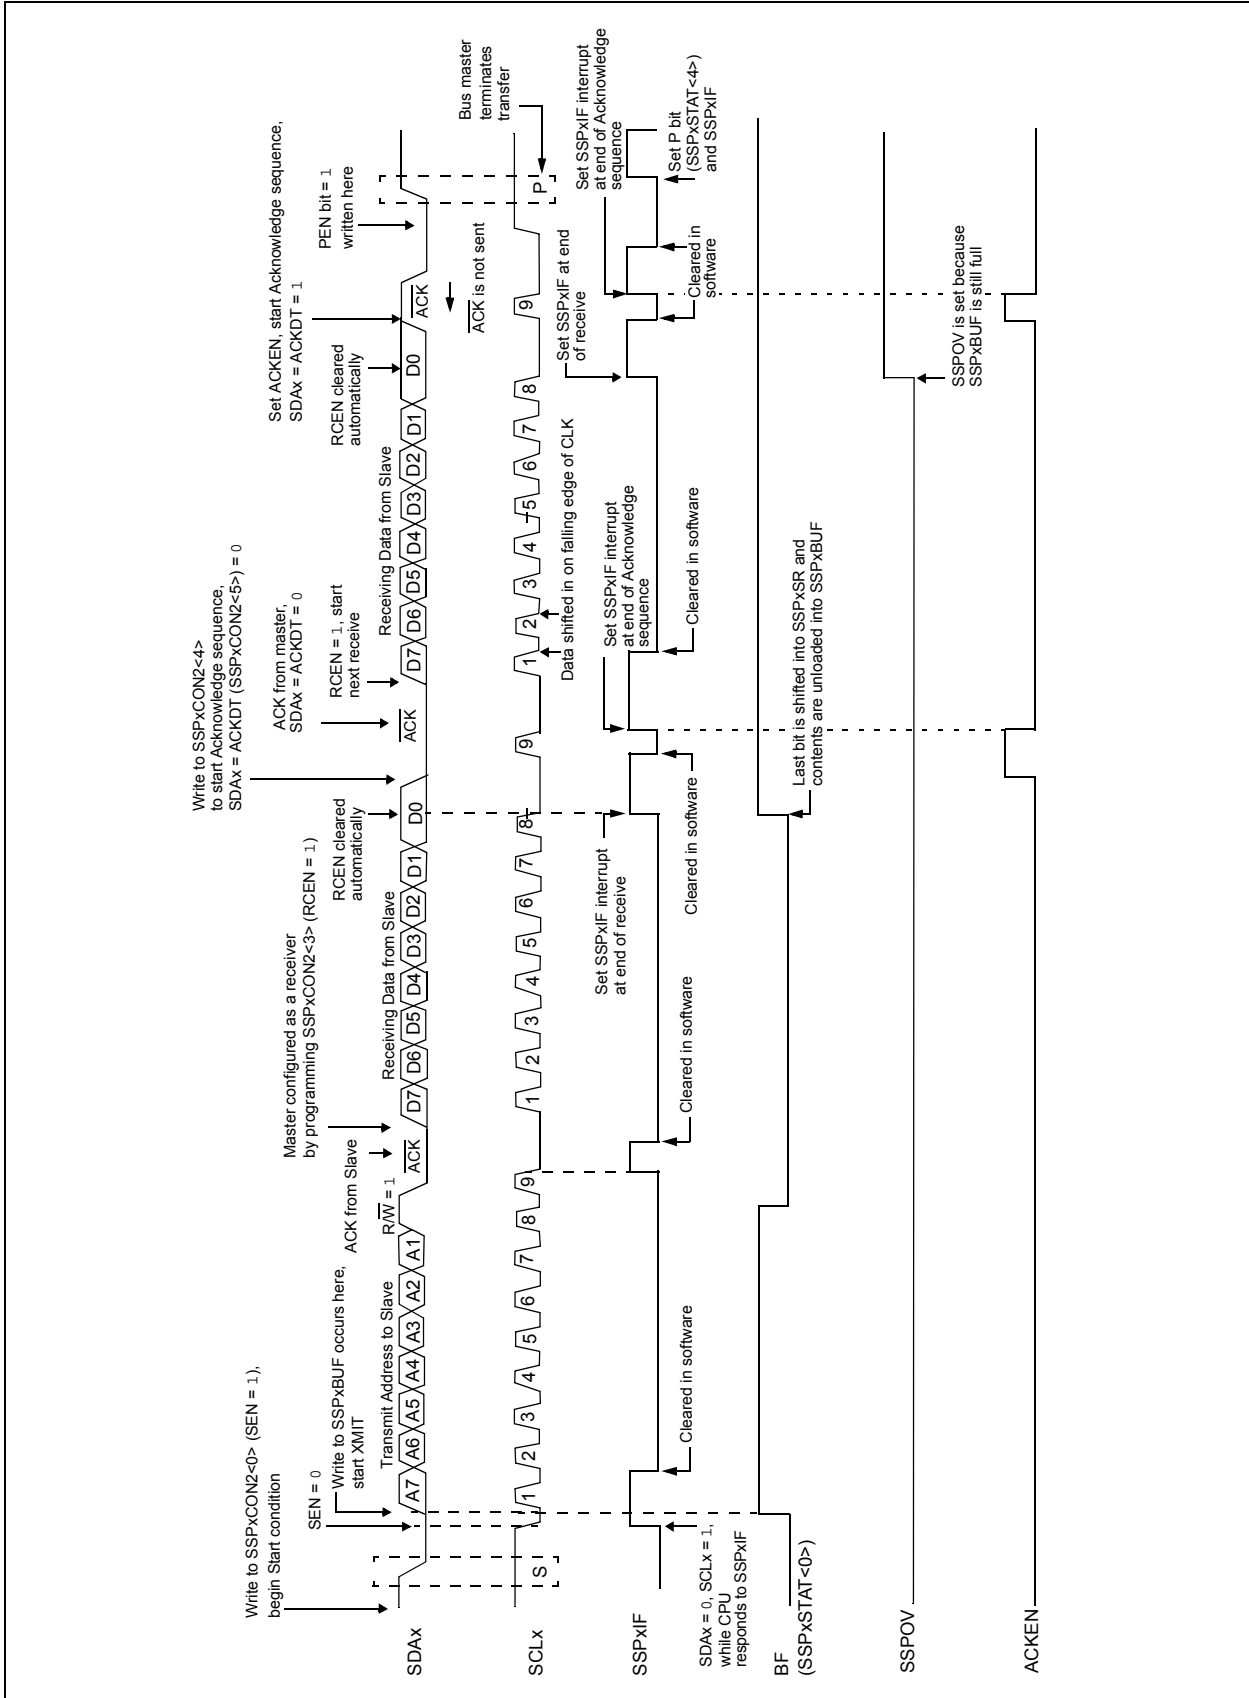 Write to SSPxCON2<0> (SEN = 1),
begin Start condition
SEN = 0
Write to SSPxBUF occurs here,
start XMIT
ACK from Slave
Master configured as a receiver
by programming SSPxCON2<3> (RCEN = 1)
RCEN cleared
automatically
Write to SSPxCON2<4>
to start Acknowledge sequence,
SDAx = ACKDT (SSPxCON2<5>) = 0
ACK from master,
SDAx = ACKDT = 0
RCEN = 1, start
next receive
RCEN cleared
automatically
Set ACKEN, start Acknowledge sequence,
SDAx = ACKDT = 1
PEN bit = 1
written here
Transmit Address to Slave
R/W = 1
Receiving Data from Slave
Receiving Data from Slave
SDAx
A7 A6 A5 A4 A3 A2 A1
ACK
D7 D6 D5 D4 D3 D2 D1 D0
ACK
D7 D6 D5 D4 D3 D2 D1 D0
ACK
ACK is not sent
Bus master
terminates
transfer
SCLx
S
1 2 3 4 5 6 7 8 9
1 2 3 4 5 6 7 8
9
1 2 3 4 5 6 7 8
9
P
Data shifted in on falling edge of CLK
Set SSPxIF interrupt
at end of receive
Set SSPxIF interrupt
at end of Acknowledge
sequence
Set SSPxIF at end
of receive
Set SSPxIF interrupt
at end of Acknowledge
sequence
SSPxIF
SDAx = 0, SCLx = 1,
while CPU
responds to SSPxIF
Cleared in software
Cleared in software
Cleared in software
Cleared in software
Cleared in
software
Set P bit
(SSPxSTAT<4>)
and SSPxIF
BF
(SSPxSTAT<0>)
Last bit is shifted into SSPxSR and
contents are unloaded into SSPxBUF
SSPOV
SSPOV is set because
SSPxBUF is still full
ACKEN